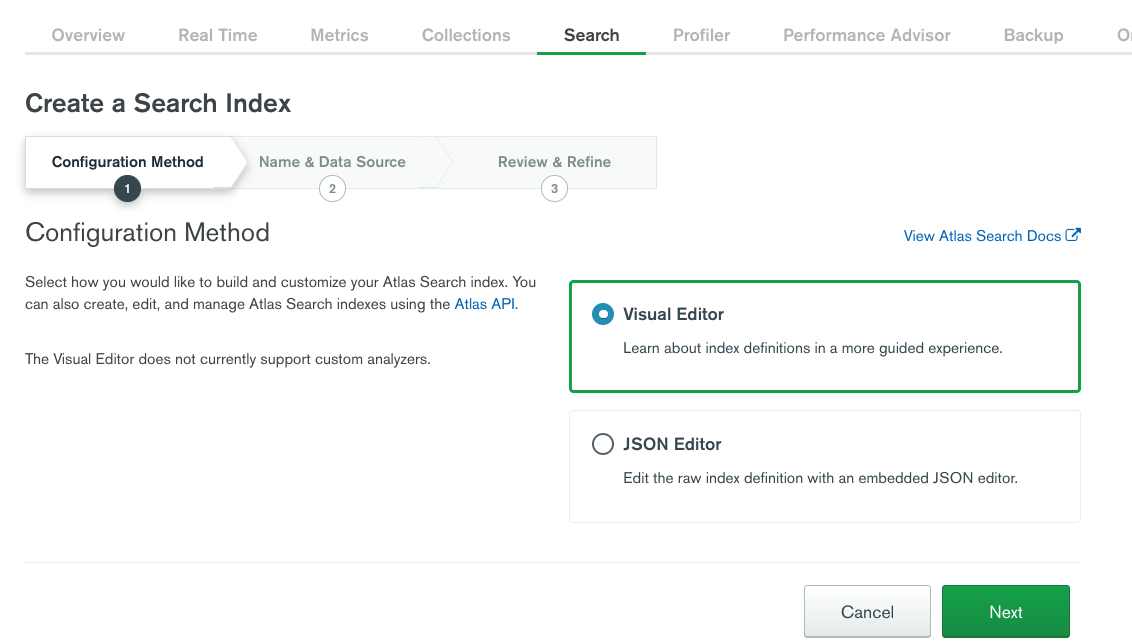 Overview Real Time Metrics Collections Search Profiler Performance Advisor Backup
Create a Search Index
Configuration Method Name & Data Source Review & Refine
1 2 3
Configuration Method
View Atlas Search Docs
Select how you would like to build and customize your Atlas Search index. You
can also create, edit, and manage Atlas Search indexes using the Atlas API.
The Visual Editor does not currently support custom analyzers.
Visual Editor
Learn about index definitions in a more guided experience.
JSON Editor
Edit the raw index definition with an embedded JSON editor.
Cancel Next